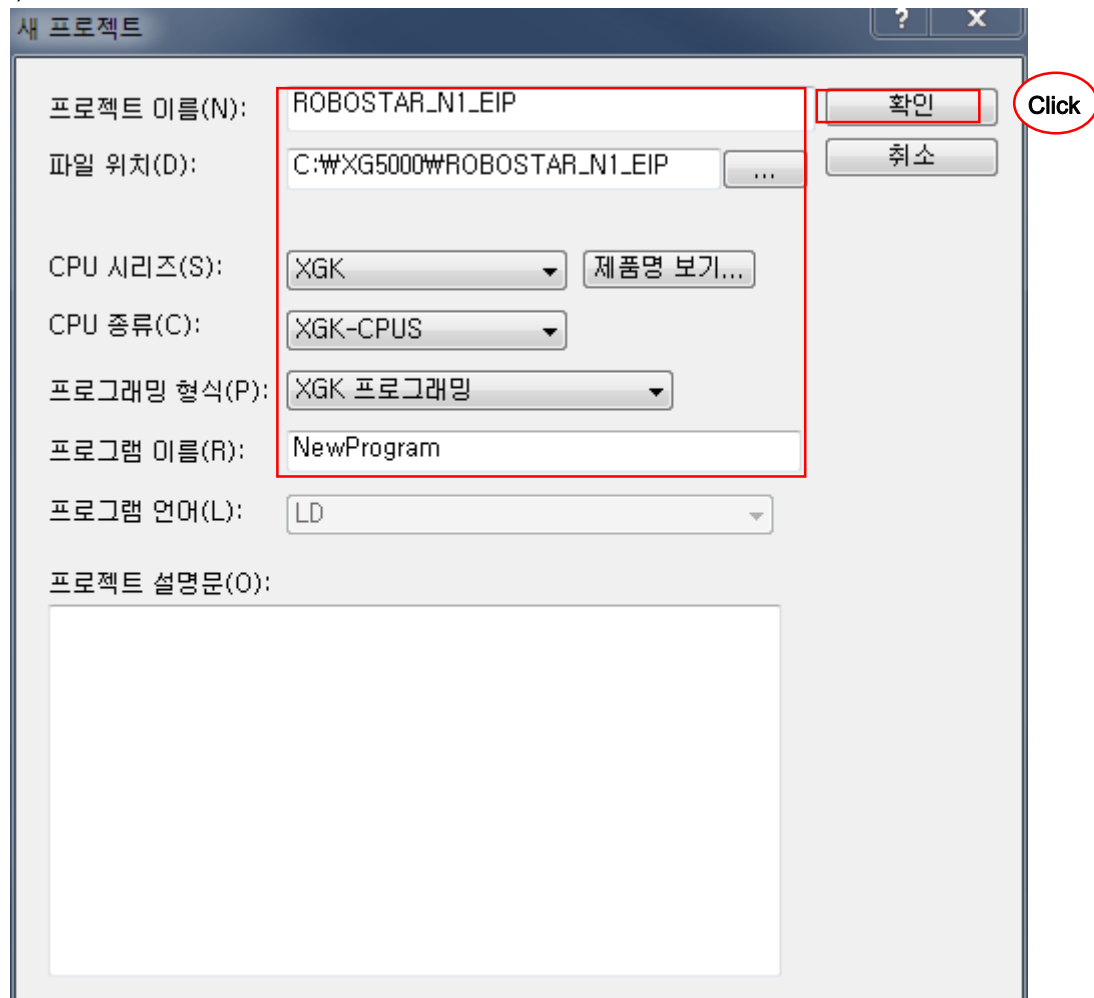 새 프로젝트
? x
프로젝트 이름(N): ROBOSTAR_N1_EIP 확인 Click
파일 위치(D): C:₩XG5000₩ROBOSTAR_N1_EIP ... 취소
CPU 시리즈(S): XGK 제품명 보기...
CPU 종류(C): XGK-CPUS
프로그래밍 형식(P): XGK 프로그래밍
프로그램 이름(R): NewProgram
프로그램 언어(L): LD
프로젝트 설명문(O):